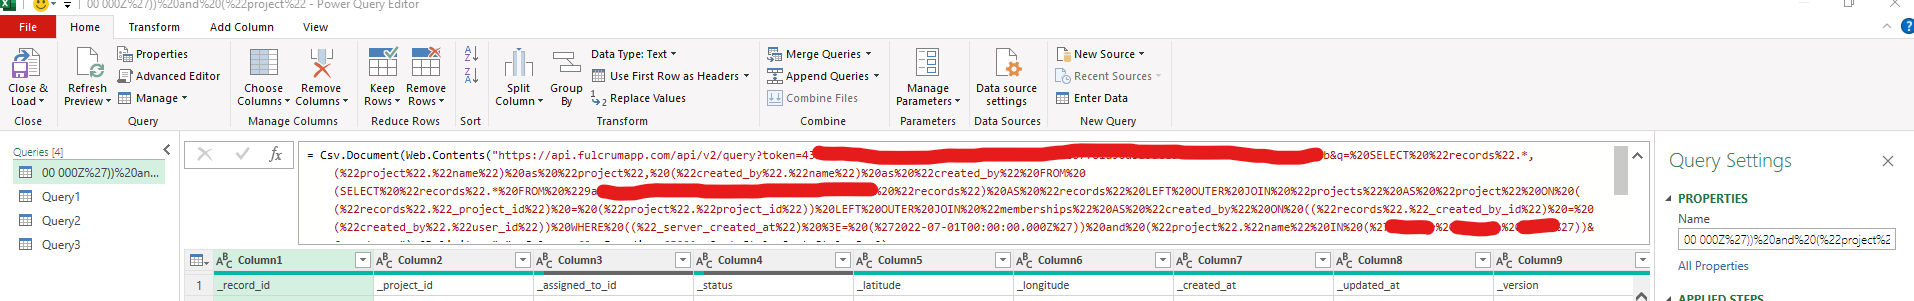 00 000Z%27))%20and%20(%22project%22 - Power Query Editor
File Home Transform Add Column View
Close & Load Refresh Preview Properties Advanced Editor Manage Choose Columns Remove Columns Keep Rows Remove Rows Split Column Group By Data Type: Text Use First Row as Headers Replace Values Merge Queries Append Queries Combine Files Manage Parameters Data source settings New Source Recent Sources Enter Data
Close Query Manage Columns Reduce Rows Sort Transform Combine Parameters Data Sources New Query
Queries [4]
00 000Z%27))%20an...
Query1
Query2
Query3
= Csv.Document(Web.Contents("https://api.fulcrumapp.com/api/v2/query?token=43 b&q=%20SELECT%20%22records%22.*,
(%22project%22.%22name%22)%20as%20%22project%22,%20(%22created_by%22.%22name%22)%20as%20%22created_by%22%20FROM%20
(SELECT%20%22records%22.*%20FROM%20%229a %20%22records%22)%20AS%20%22records%22%20LEFT%20OUTER%20JOIN%20%22projects%22%20AS%20%22project%22%20ON%20(
(%22records%22.%22_project_id%22)%20=%20(%22project%22.%22project_id%22))%20LEFT%20OUTER%20JOIN%20%22memberships%22%20AS%20%22created_by%22%20ON%20((%22records%22.%22_created_by_id%22)%20=%20
(%22created_by%22.%22user_id%22))%20WHERE%20((%22_server_created_at%22)%20%3E=%20(%272022-07-01T00:00:00.000Z%27))%20and%20(%22project%22.%22name%22%20IN%20(%27 %20 %20 %27))&
Column1 Column2 Column3 Column4 Column5 Column6 Column7 Column8 Column9
1 _record_id _project_id _assigned_to_id _status _latitude _longitude _created_at _updated_at _version
Query Settings
PROPERTIES
Name
00 000Z%27))%20and%20(%22project%2
All Properties
APPLIED STEPS